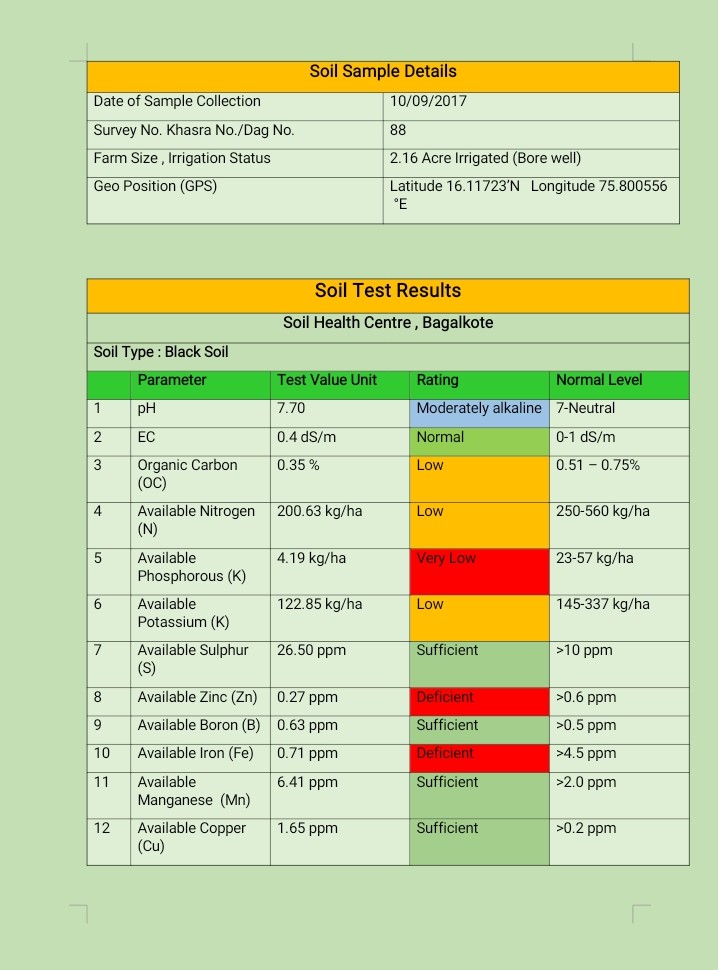 Soil Sample Details
Date of Sample Collection 10/09/2017
Survey No. Khasra No./Dag No. 88
Farm Size , Irrigation Status 2.16 Acre Irrigated (Bore well)
Geo Position (GPS) Latitude 16.11723’N Longitude 75.800556
°E
Soil Test Results
Soil Health Centre , Bagalkote
Soil Type : Black Soil
Parameter Test Value Unit Rating Normal Level
1 pH 7.70 Moderately alkaline 7-Neutral
2 EC 0.4 dS/m Normal 0-1 dS/m
3 Organic Carbon 0.35 % Low 0.51 – 0.75%
(OC)
4 Available Nitrogen 200.63 kg/ha Low 250-560 kg/ha
(N)
5 Available 4.19 kg/ha Very Low 23-57 kg/ha
Phosphorous (K)
6 Available 122.85 kg/ha Low 145-337 kg/ha
Potassium (K)
7 Available Sulphur 26.50 ppm Sufficient >10 ppm
(S)
8 Available Zinc (Zn) 0.27 ppm Deficient >0.6 ppm
9 Available Boron (B) 0.63 ppm Sufficient >0.5 ppm
10 Available Iron (Fe) 0.71 ppm Deficient >4.5 ppm
11 Available 6.41 ppm Sufficient >2.0 ppm
Manganese (Mn)
12 Available Copper 1.65 ppm Sufficient >0.2 ppm
(Cu)